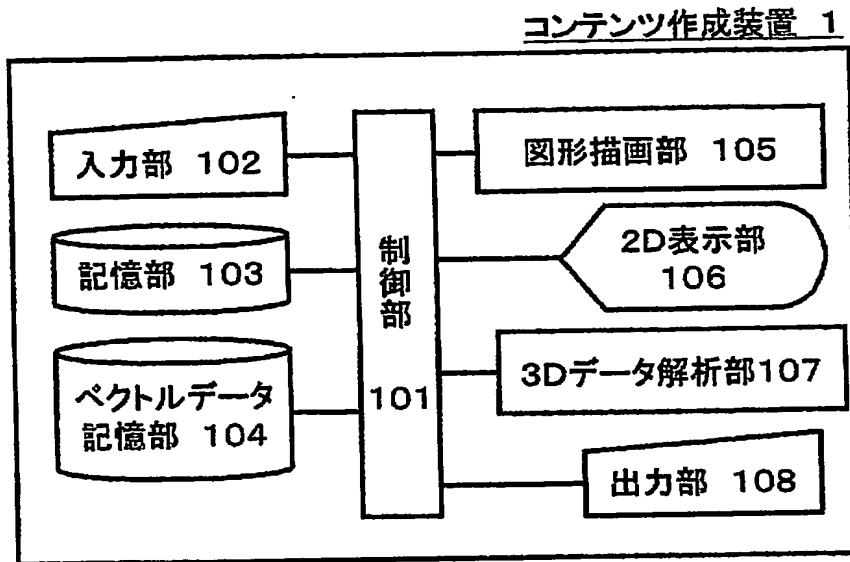 コンテンツ作成装置 1
入力部 102
記憶部 103
ベクトルデータ
記憶部 104
制御部
101
図形描画部 105
2D表示部
106
3Dデータ解析部107
出力部 108